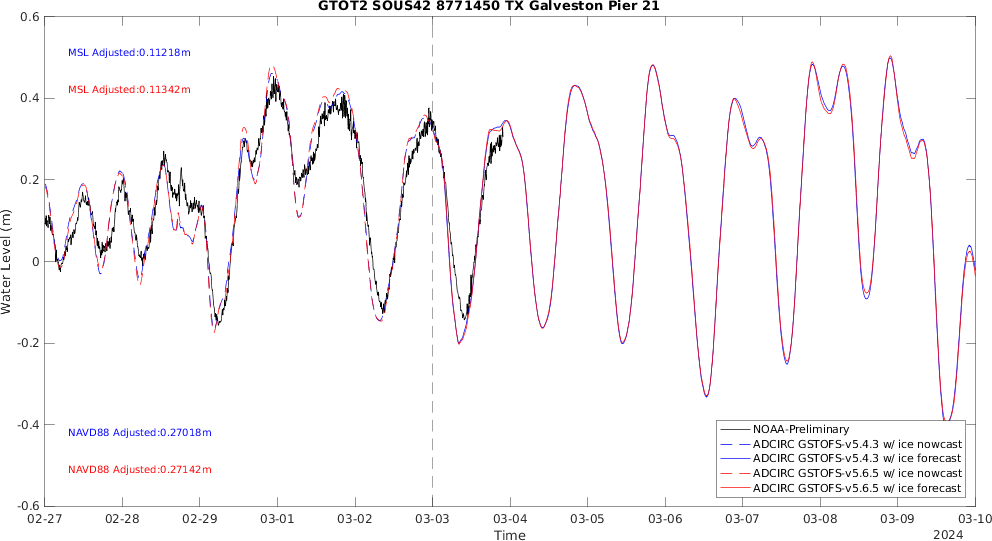 GTOT2 SOUS42 8771450 TX Galveston Pier 21
0.6
0.4
0.2
0
-0.2
-0.4
-0.6
Water Level (m)
MSL Adjusted:0.11218m
MSL Adjusted:0.11342m
NAVD88 Adjusted:0.27018m
NAVD88 Adjusted:0.27142m
NOAA-Preliminary
ADCIRC GSTOFS-v5.4.3 w/ ice nowcast
ADCIRC GSTOFS-v5.4.3 w/ ice forecast
ADCIRC GSTOFS-v5.6.5 w/ ice nowcast
ADCIRC GSTOFS-v5.6.5 w/ ice forecast
02-27 02-28 02-29 03-01 03-02 03-03 03-04 03-05 03-06 03-07 03-08 03-09 03-10
Time
2024